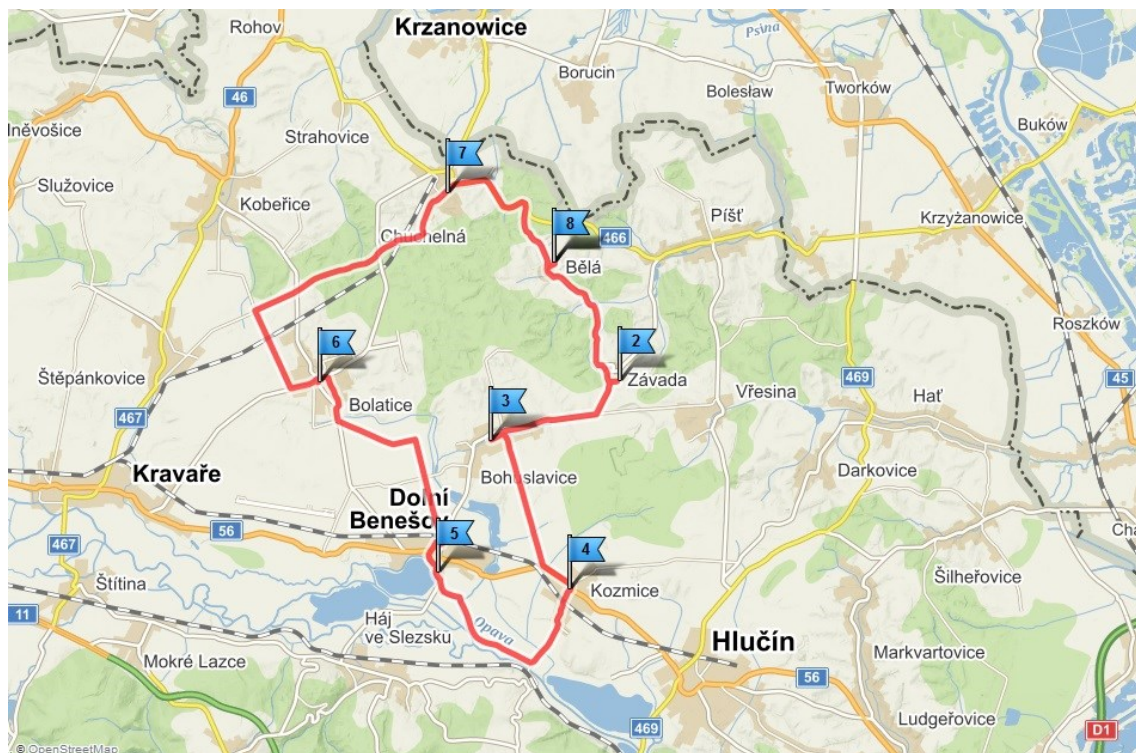 Krzanowice
Rohov
Psina
Borucin
Bolesław
Tworków
46
Buków
Strahovice
7
Služovice
Kobeřice
8
Píšť
Krzyżanowice
Chuchelná
466
Bělá
6
2
Roszków
Štěpánkovice
Závada
469
45
467
Bolatice
3
Vřesina
Hať
Kravaře
Bohuslavice
Darkovice
Dolní
Benešov
56
5
467
4
Štítina
Kozmice
Šilheřovice
11
Háj
ve Slezsku
Opava
Hlučín
Mokré Lazce
Markvartovice
56
469
Ludgeřovice
D1
© OpenStreetMap